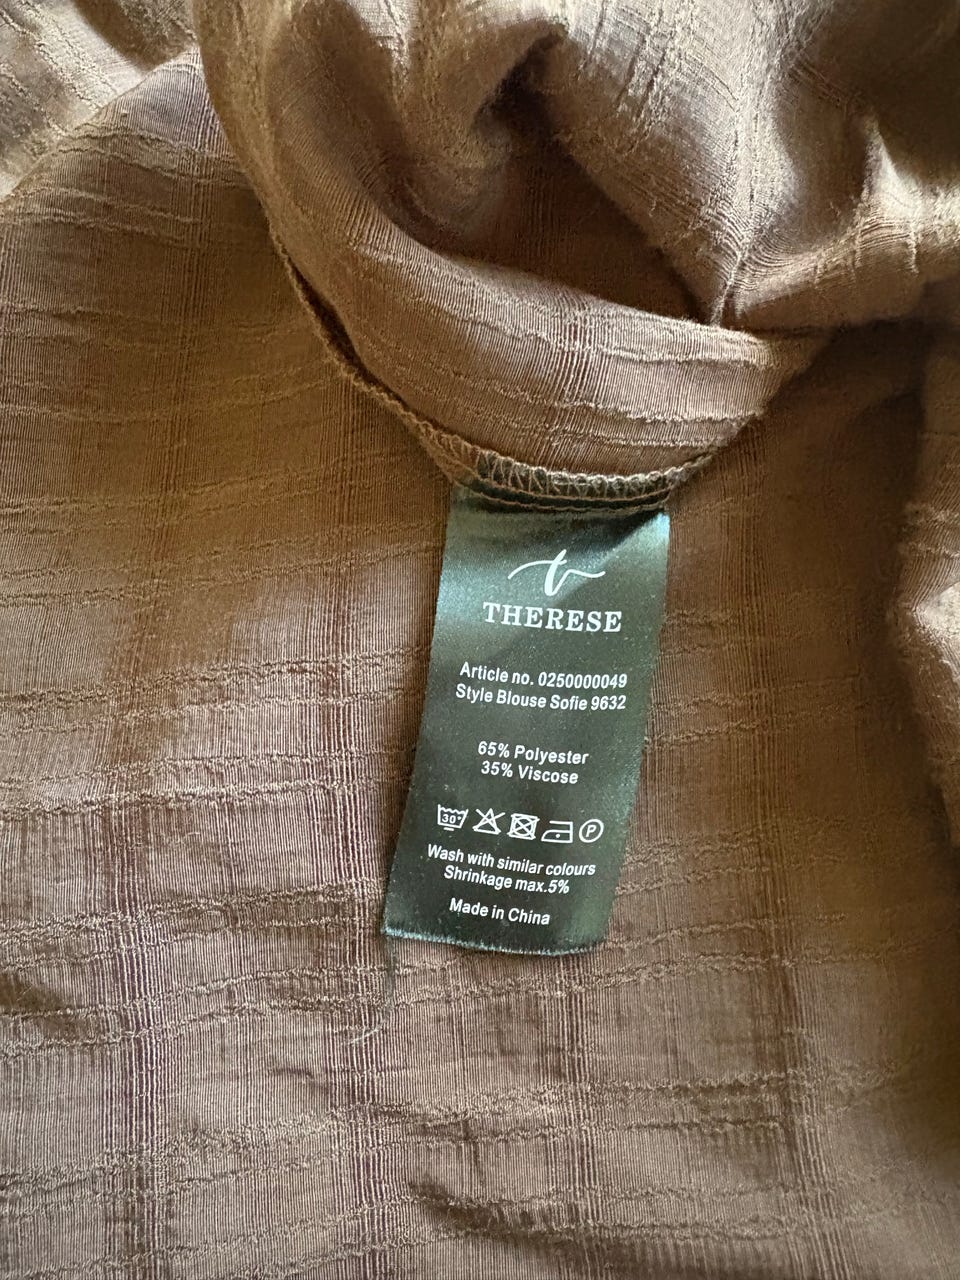 t
THERESE
Article no. 0250000049
Style Blouse Sofie 9632
65% Polyester
35% Viscose
30° P
Wash with similar colours
Shrinkage max.5%
Made in China